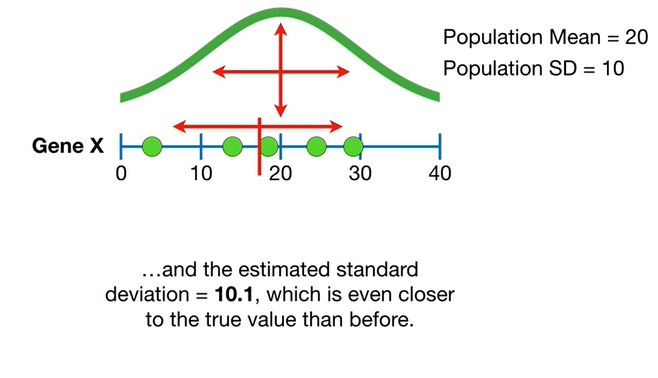 Population Mean = 20
Population SD = 10
Gene X
0 10 20 30 40
…and the estimated standard
deviation = 10.1, which is even closer
to the true value than before.